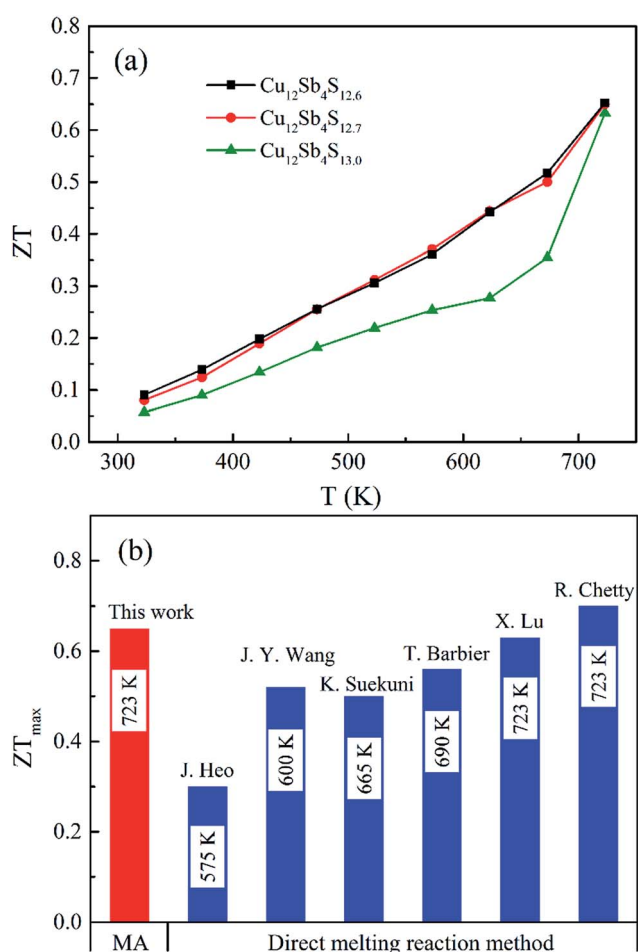 (a)
Cu₁₂Sb₄S₁₂.₆
Cu₁₂Sb₄S₁₂.₇
Cu₁₂Sb₄S₁₃.₀
0.8
0.7
0.6
0.5
0.4
0.3
0.2
0.1
0.0
ZT
300 400 500 600 700
T (K)
(b)
0.8
0.6
0.4
0.2
0.0
ZTmax
This work
723 K
J. Heo
575 K
J. Y. Wang
600 K
K. Suekuni
665 K
T. Barbier
690 K
X. Lu
723 K
R. Chetty
723 K
MA Direct melting reaction method